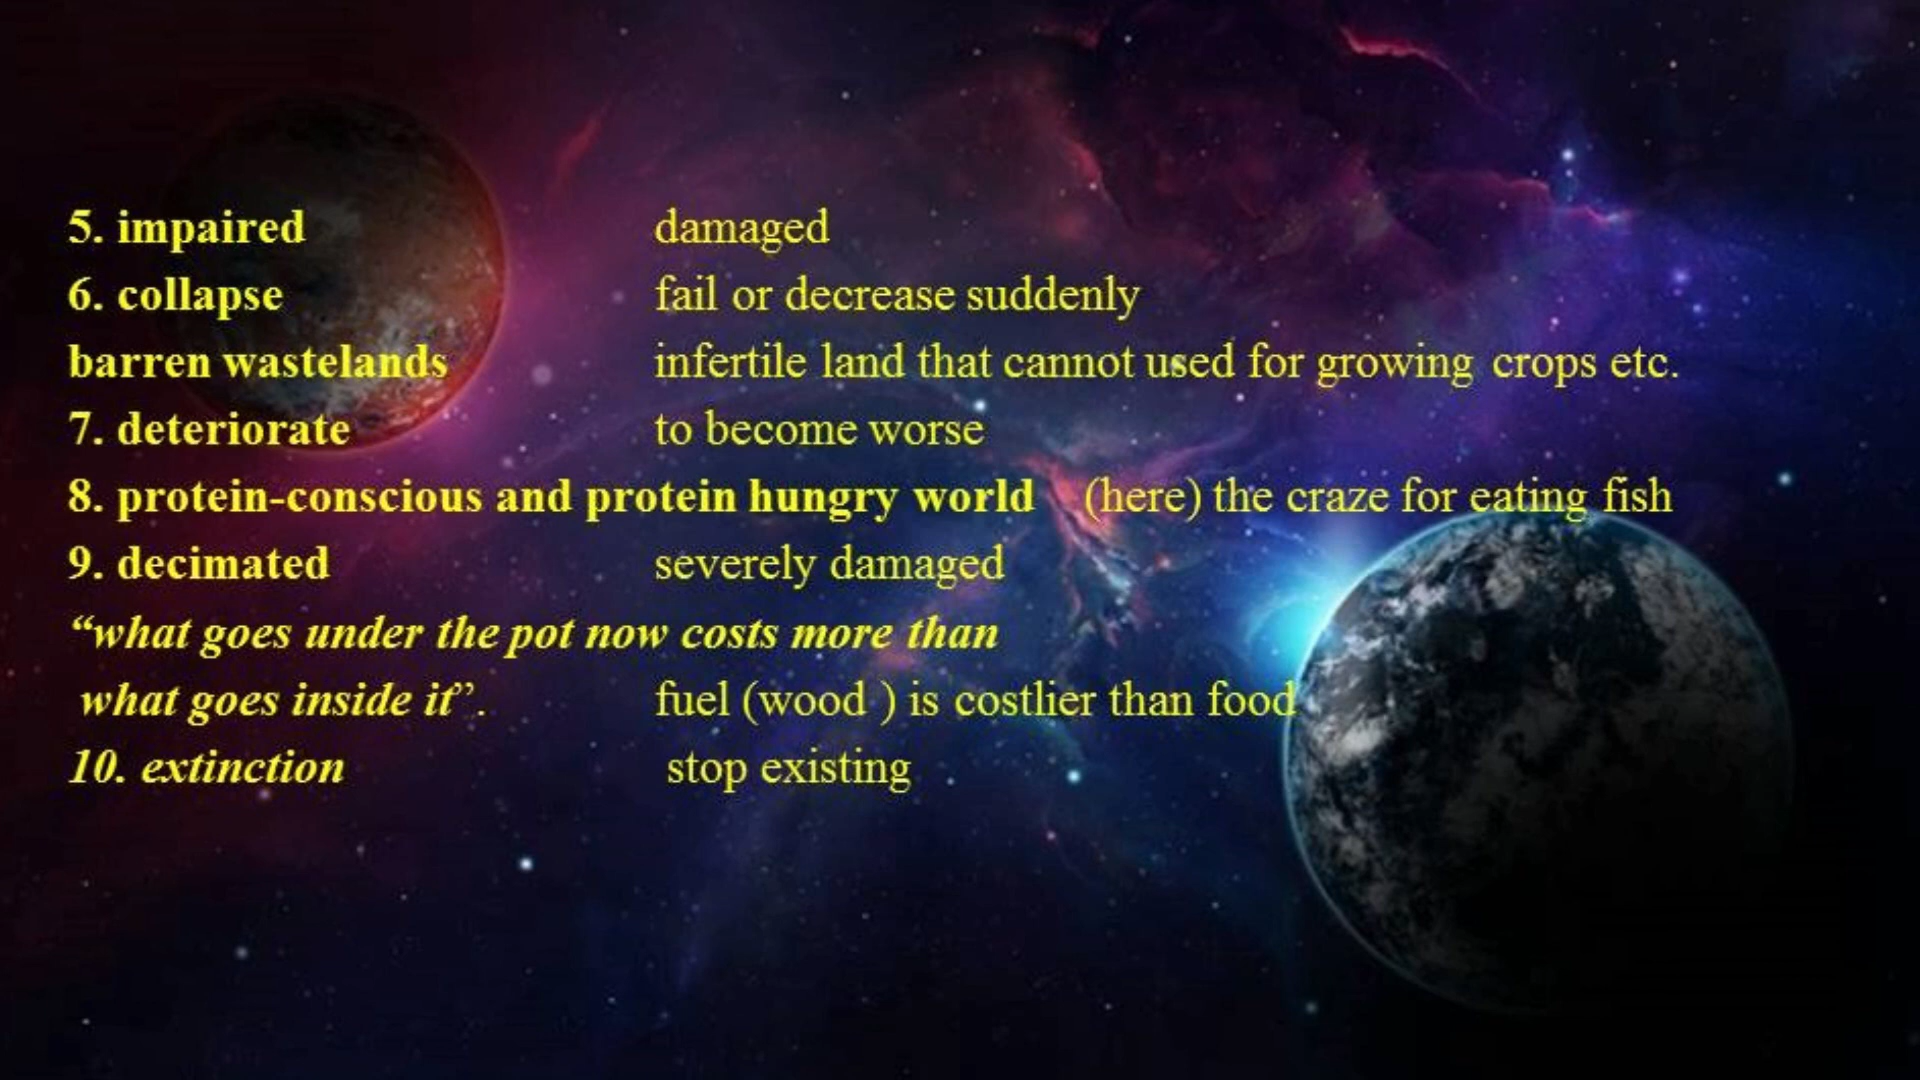 5. impaired damaged
6. collapse fail or decrease suddenly
barren wastelands infertile land that cannot used for growing crops etc.
7. deteriorate to become worse
8. protein-conscious and protein hungry world (here) the craze for eating fish
9. decimated severely damaged
“what goes under the pot now costs more than
what goes inside it”. fuel (wood ) is costlier than food
10. extinction stop existing